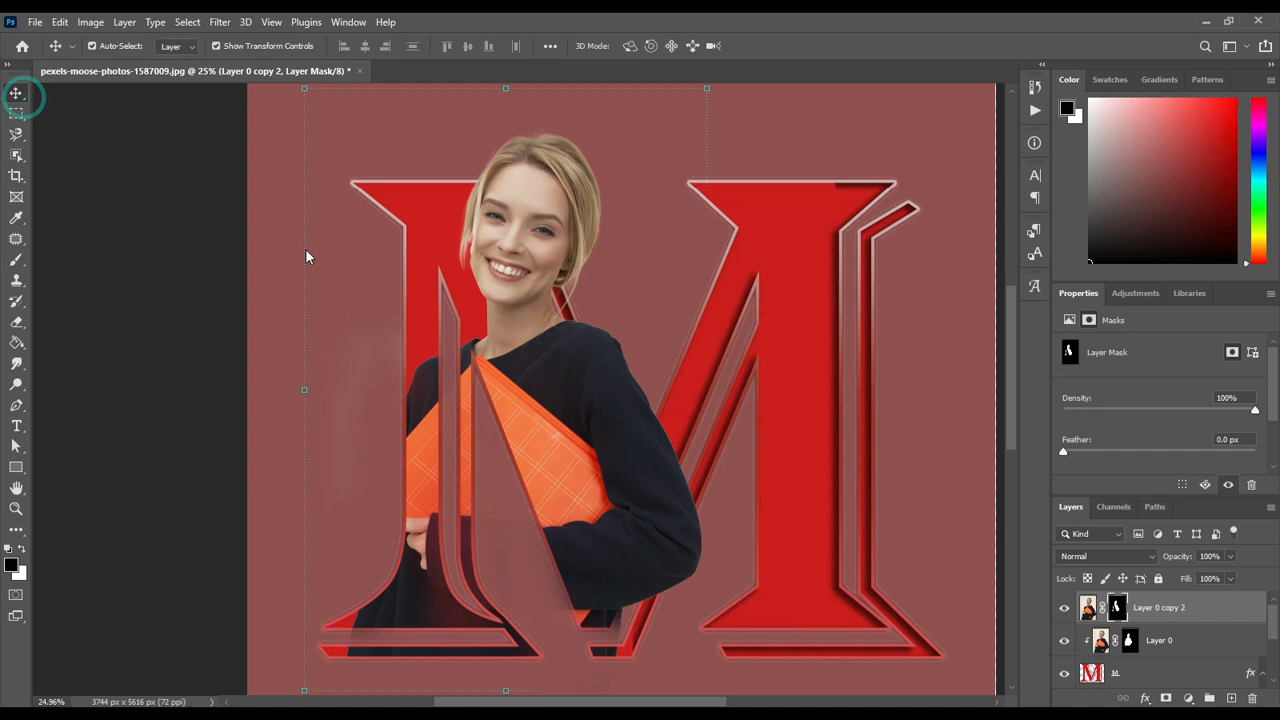 Ps File Edit Image Layer Type Select Filter 3D View Plugins Window Help
Auto-Select: Layer Show Transform Controls 3D Mode:
pexels-moose-photos-1587009.jpg @ 25% (Layer 0 copy 2, Layer Mask/8) * ×
Color Swatches Gradients Patterns
M
Properties Adjustments Libraries
Masks
Layer Mask
Density: 100%
Feather: 0.0 px
Layers Channels Paths
Kind
Normal Opacity: 100%
Lock: Fill: 100%
Layer 0 copy 2
Layer 0
M fx
24.96% 3744 px x 5616 px (72 ppi)